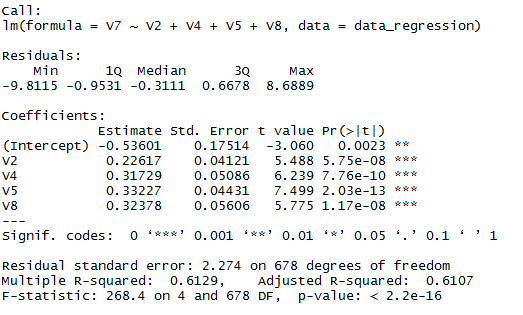 Call:
lm(formula = V7 ~ V2 + V4 + V5 + V8, data = data_regression)
Residuals:
Min 1Q Median 3Q Max
-9.8115 -0.9531 -0.3111 0.6678 8.6889
Coefficients:
Estimate Std. Error t value Pr(>|t|)
(Intercept) -0.53601 0.17514 -3.060 0.0023 **
V2 0.22617 0.04121 5.488 5.75e-08 ***
V4 0.31729 0.05086 6.239 7.76e-10 ***
V5 0.33227 0.04431 7.499 2.03e-13 ***
V8 0.32378 0.05606 5.775 1.17e-08 ***
---
Signif. codes: 0 ‘***’ 0.001 ‘**’ 0.01 ‘*’ 0.05 ‘.’ 0.1 ‘ ’ 1
Residual standard error: 2.274 on 678 degrees of freedom
Multiple R-squared: 0.6129, Adjusted R-squared: 0.6107
F-statistic: 268.4 on 4 and 678 DF, p-value: < 2.2e-16